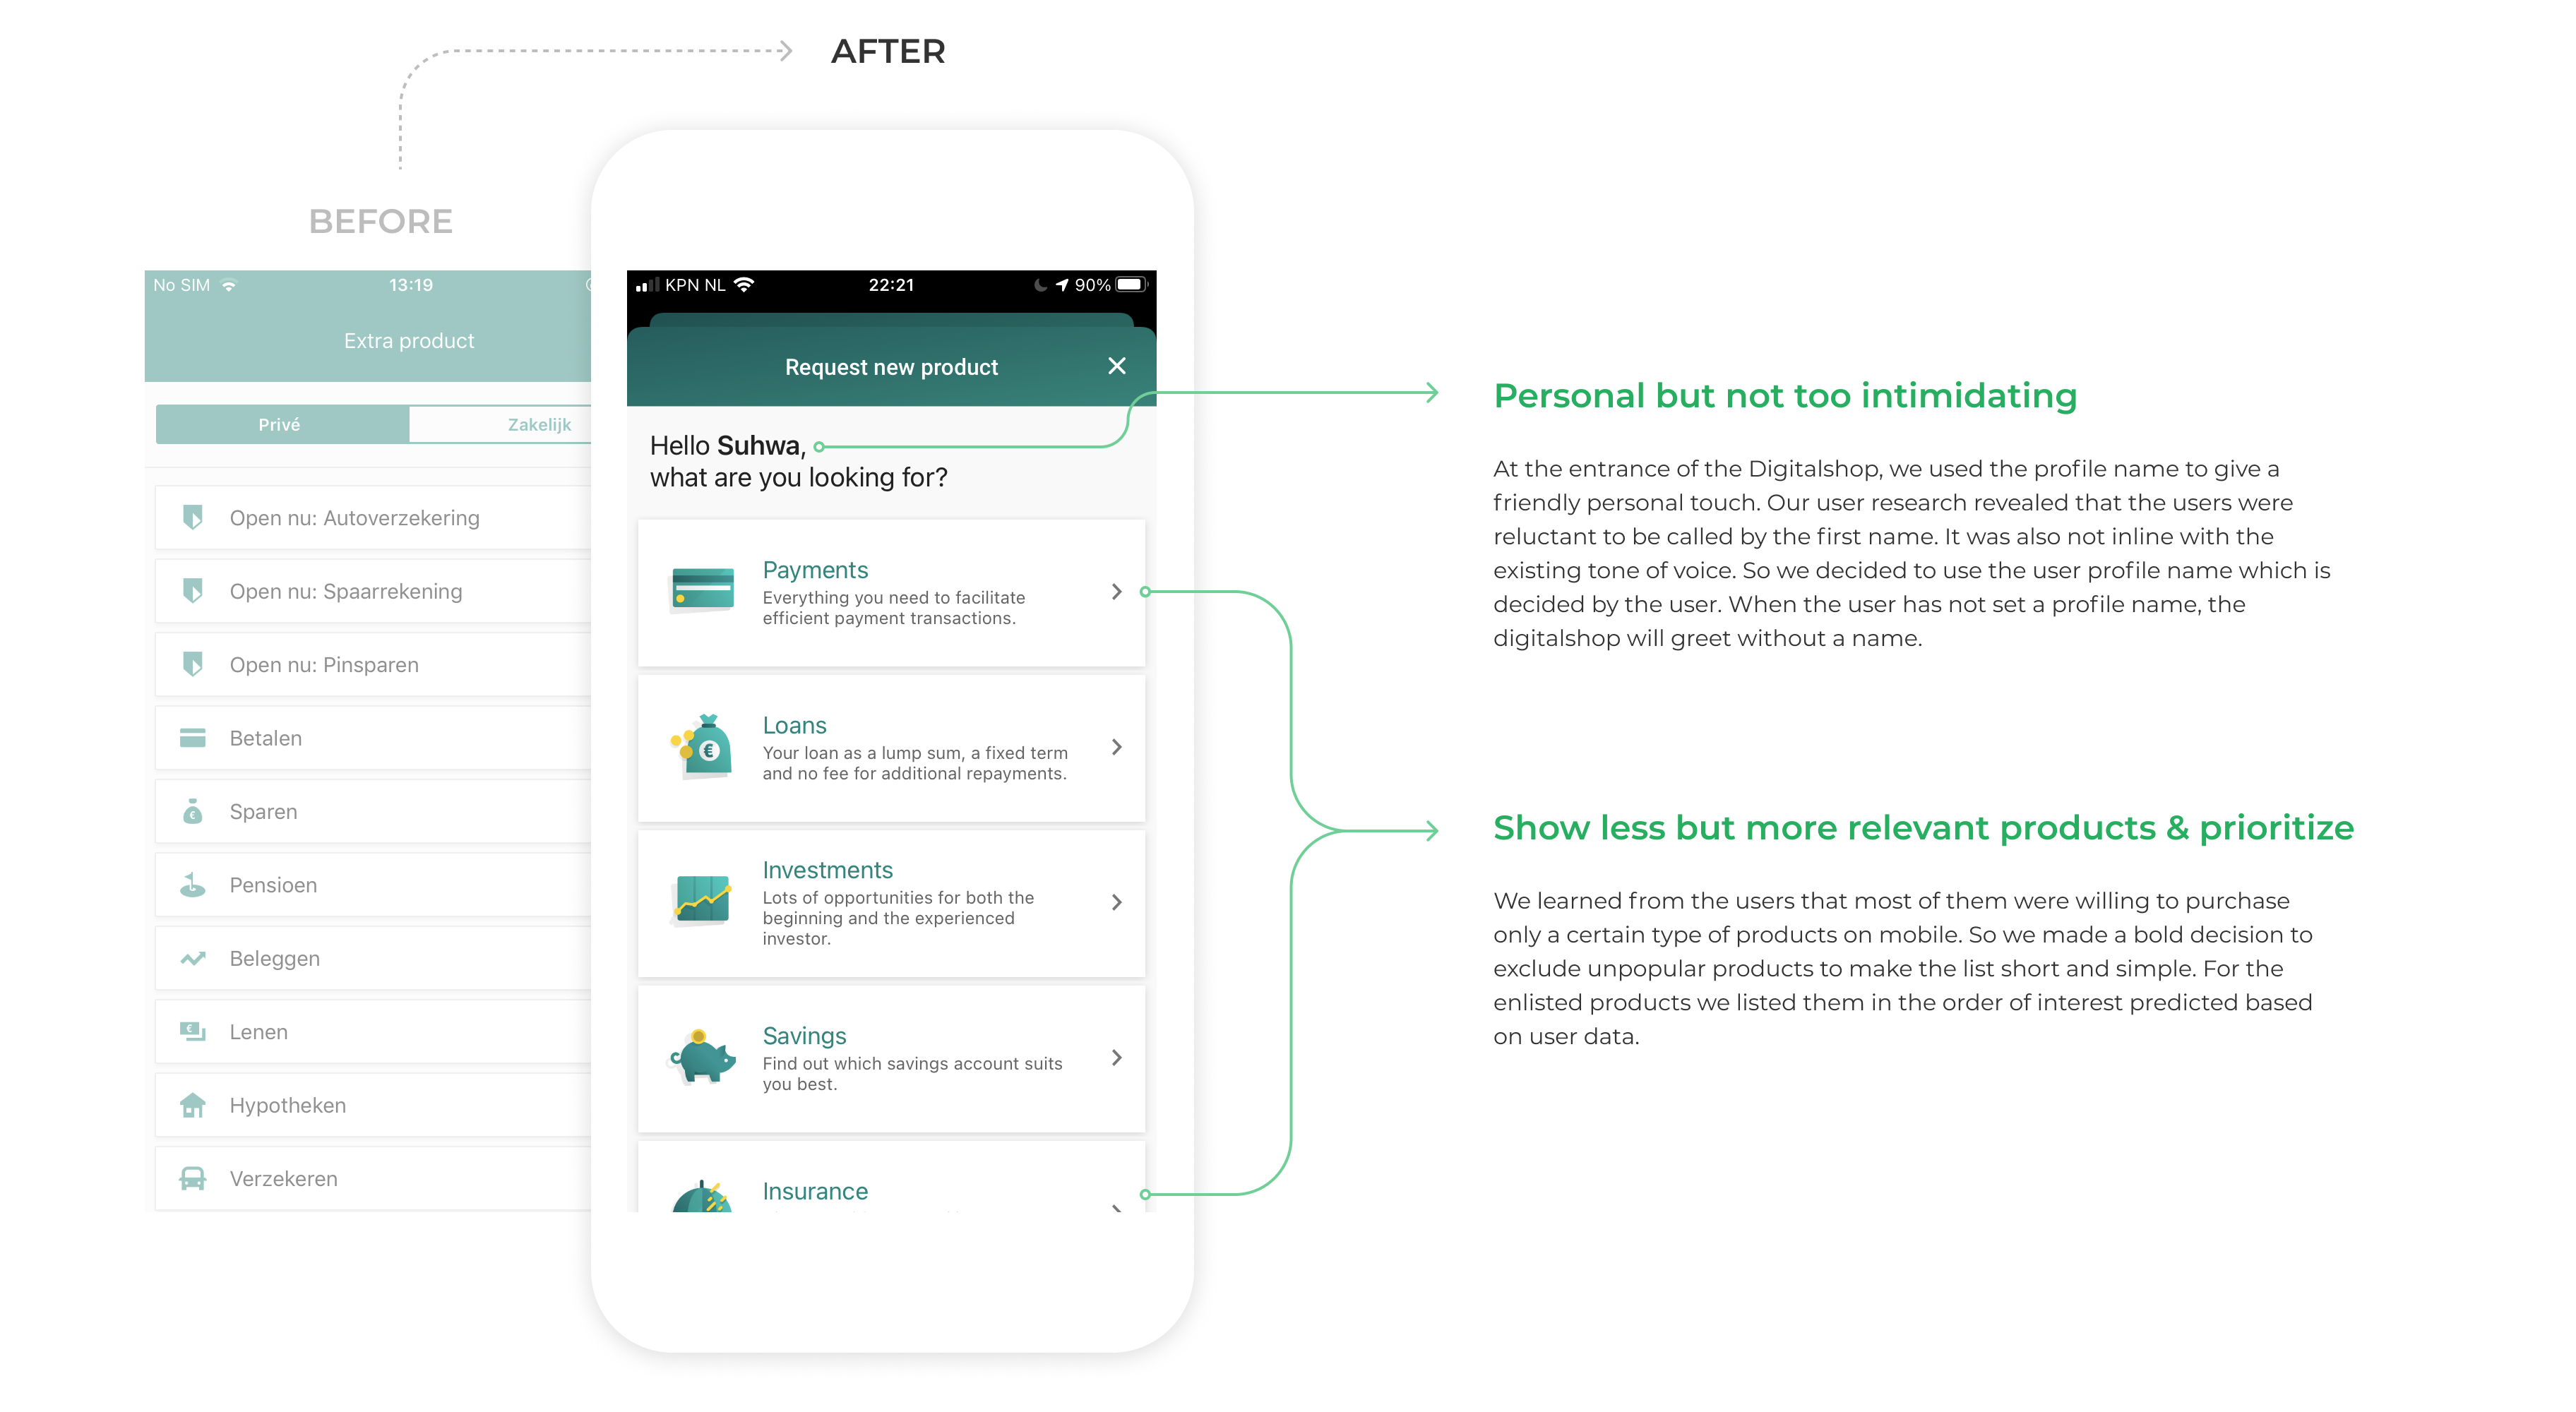 AFTER
BEFORE
No SIM 13:19
Extra product
Privé Zakelijk
Open nu: Autoverzekering
Open nu: Spaarrekening
Open nu: Pinsparen
Betalen
Sparen
Pensioen
Beleggen
Lenen
Hypotheken
Verzekeren
KPN NL 22:21 90%
Request new product
Hello Suhwa,
what are you looking for?
Payments
Everything you need to facilitate
efficient payment transactions.
Loans
Your loan as a lump sum, a fixed term
and no fee for additional repayments.
Investments
Lots of opportunities for both the
beginning and the experienced
investor.
Savings
Find out which savings account suits
you best.
Insurance
Personal but not too intimidating
At the entrance of the Digitalshop, we used the profile name to give a
friendly personal touch. Our user research revealed that the users were
reluctant to be called by the first name. It was also not inline with the
existing tone of voice. So we decided to use the user profile name which is
decided by the user. When the user has not set a profile name, the
digitalshop will greet without a name.
Show less but more relevant products & prioritize
We learned from the users that most of them were willing to purchase
only a certain type of products on mobile. So we made a bold decision to
exclude unpopular products to make the list short and simple. For the
enlisted products we listed them in the order of interest predicted based
on user data.